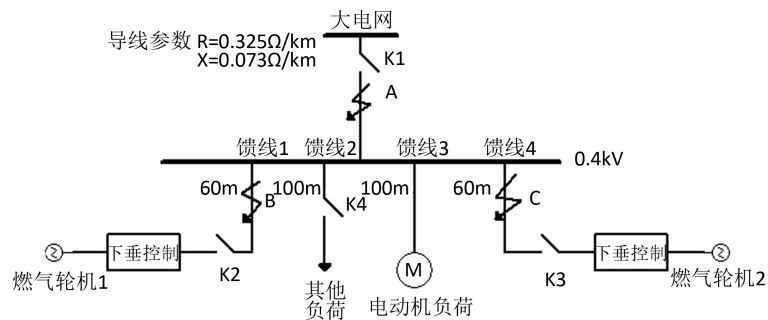 大电网
导线参数 R=0.325Ω/km
X=0.073Ω/km
K1
A
馈线1 馈线2 馈线3 馈线4
0.4kV
60m 100m 100m 60m
B K4 C
下垂控制 下垂控制
K2 M K3
燃气轮机1 其他 电动机负荷 燃气轮机2
负荷